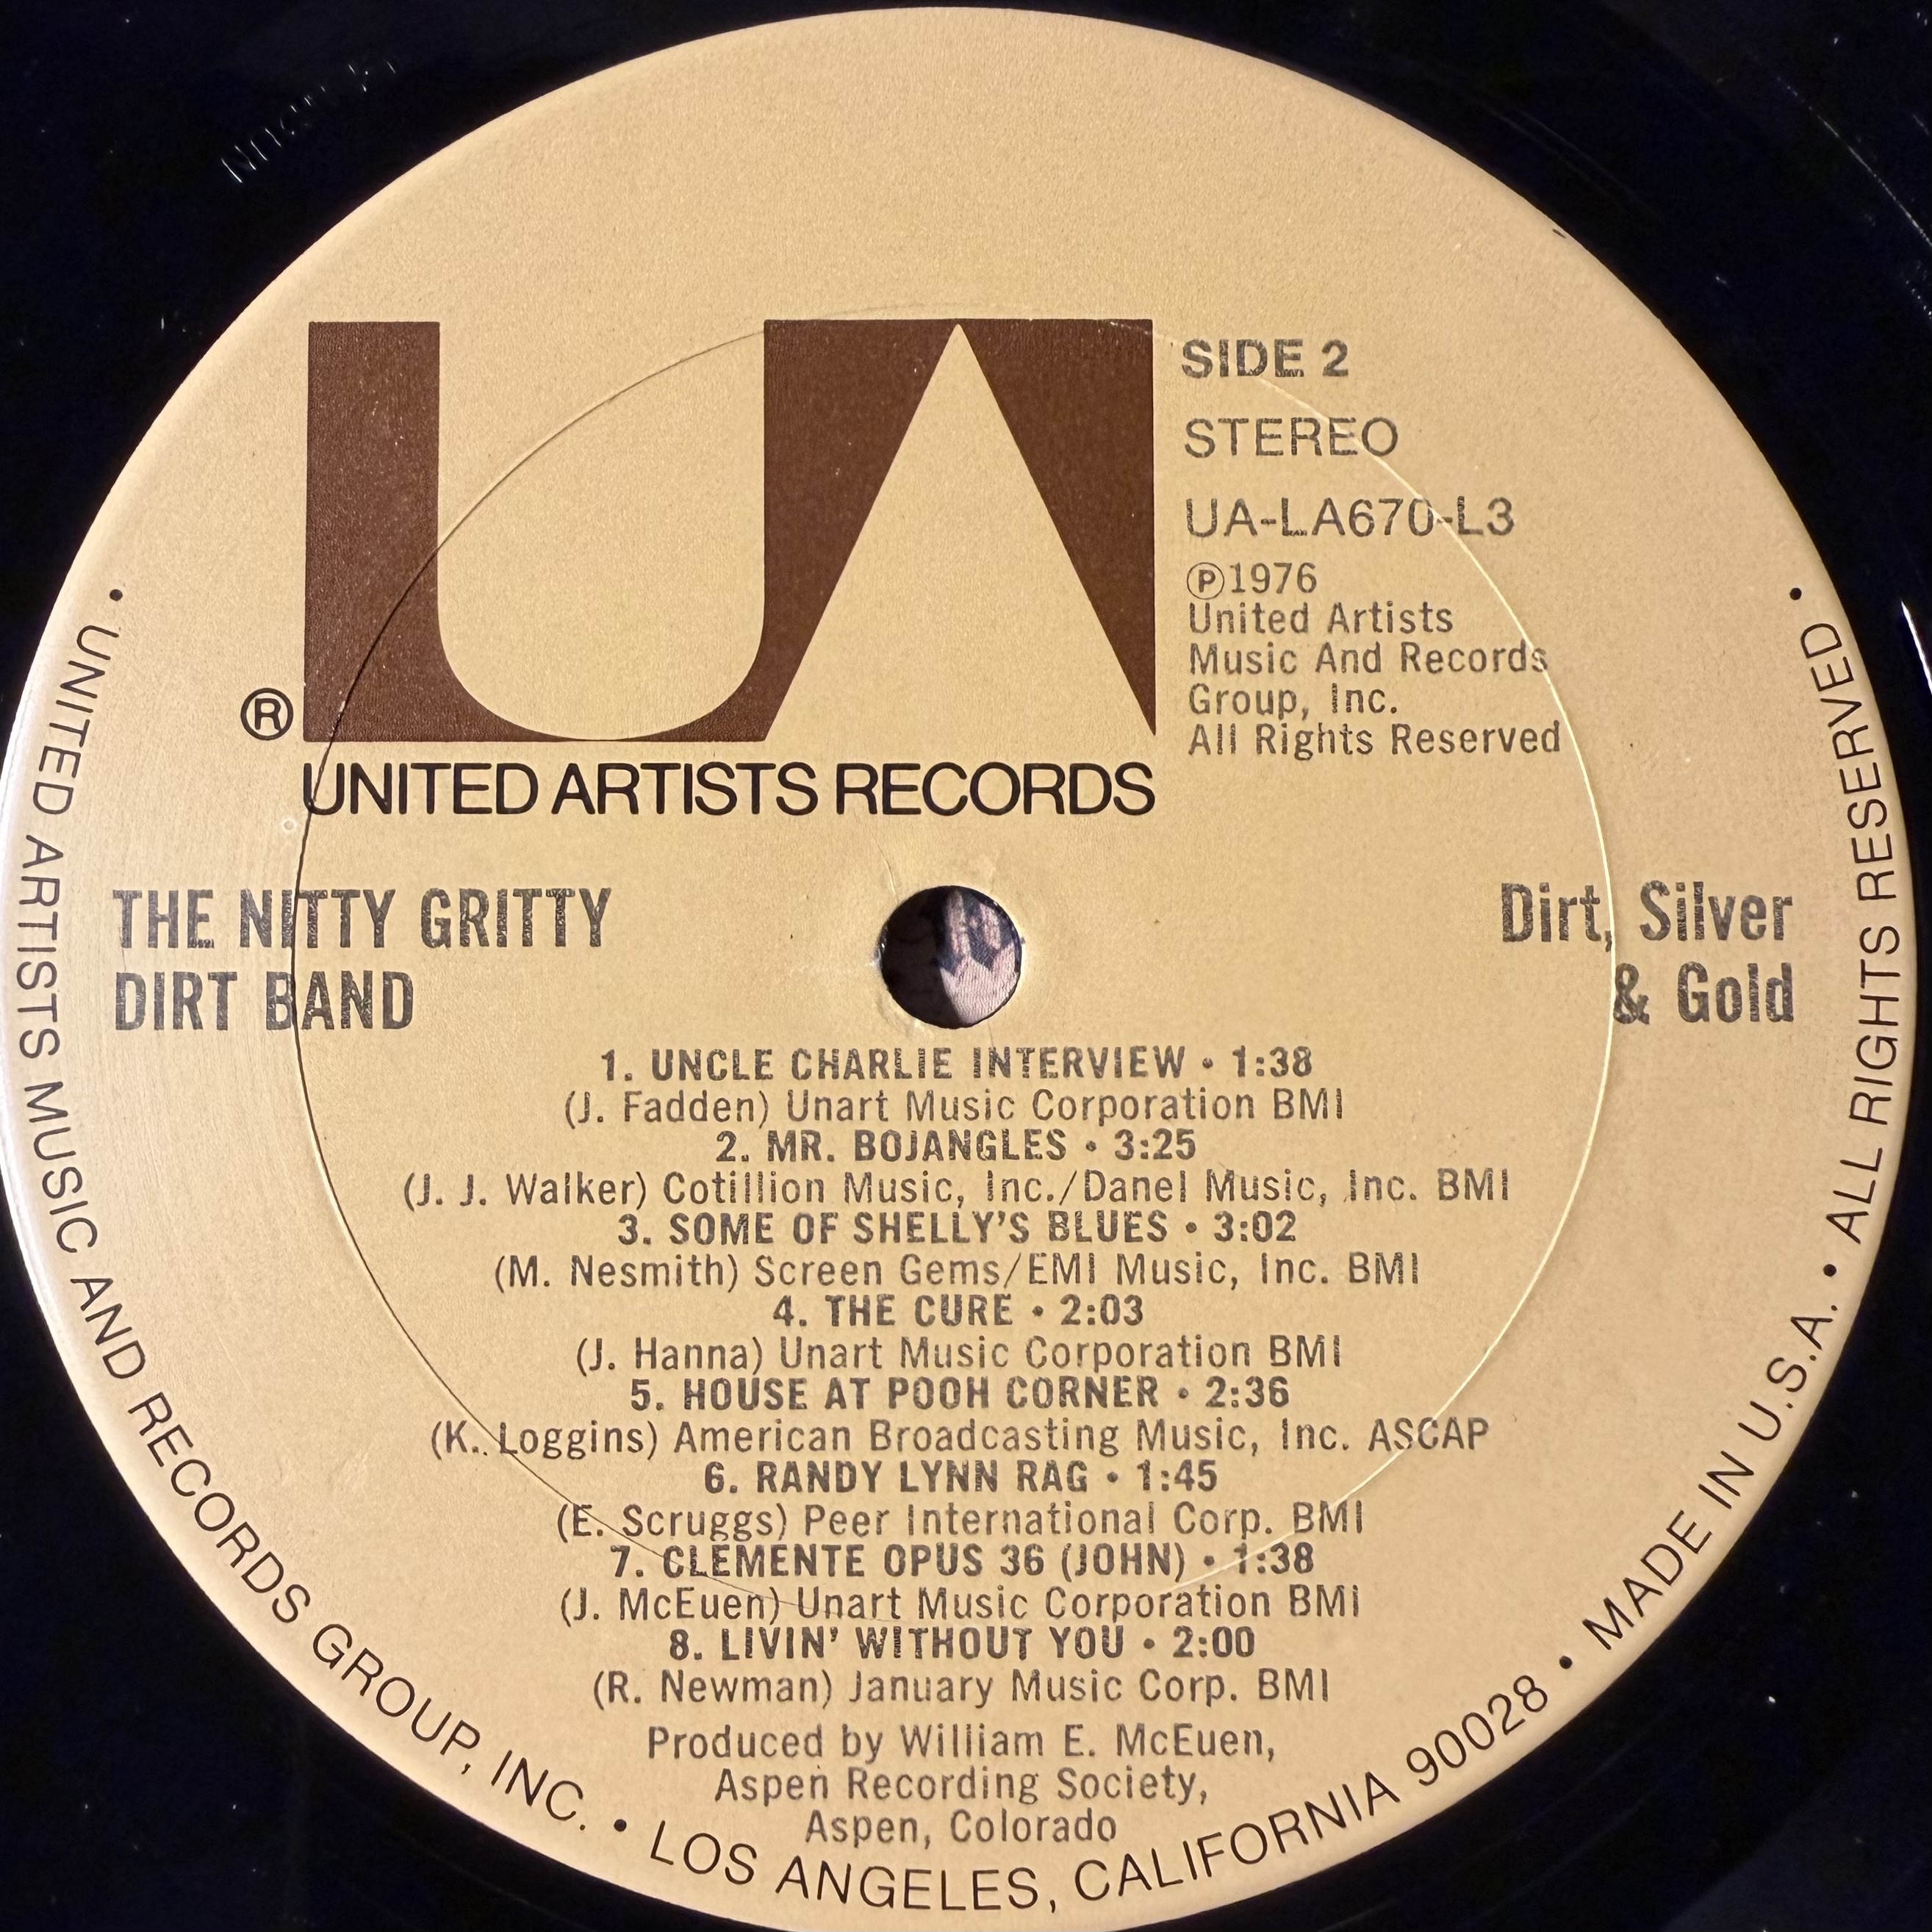 UA
®
UNITED ARTISTS RECORDS
SIDE 2
STEREO
UA-LA670-L3
Ⓟ1976
United Artists
Music And Records
Group, Inc.
All Rights Reserved
THE NITTY GRITTY
DIRT BAND
Dirt, Silver
& Gold
1. UNCLE CHARLIE INTERVIEW • 1:38
(J. Fadden) Unart Music Corporation BMI
2. MR. BOJANGLES • 3:25
(J. J. Walker) Cotillion Music, Inc./Danel Music, Inc. BMI
3. SOME OF SHELLY'S BLUES • 3:02
(M. Nesmith) Screen Gems/EMI Music, Inc. BMI
4. THE CURE • 2:03
(J. Hanna) Unart Music Corporation BMI
5. HOUSE AT POOH CORNER • 2:36
(K. Loggins) American Broadcasting Music, Inc. ASCAP
6. RANDY LYNN RAG • 1:45
(E. Scruggs) Peer International Corp. BMI
7. CLEMENTE OPUS 36 (JOHN) • 1:38
(J. McEuen) Unart Music Corporation BMI
8. LIVIN' WITHOUT YOU • 2:00
(R. Newman) January Music Corp. BMI
Produced by William E. McEuen,
Aspen Recording Society,
Aspen, Colorado
• UNITED ARTISTS MUSIC AND RECORDS GROUP, INC. • LOS ANGELES, CALIFORNIA 90028 • MADE IN U.S.A. • ALL RIGHTS RESERVED •